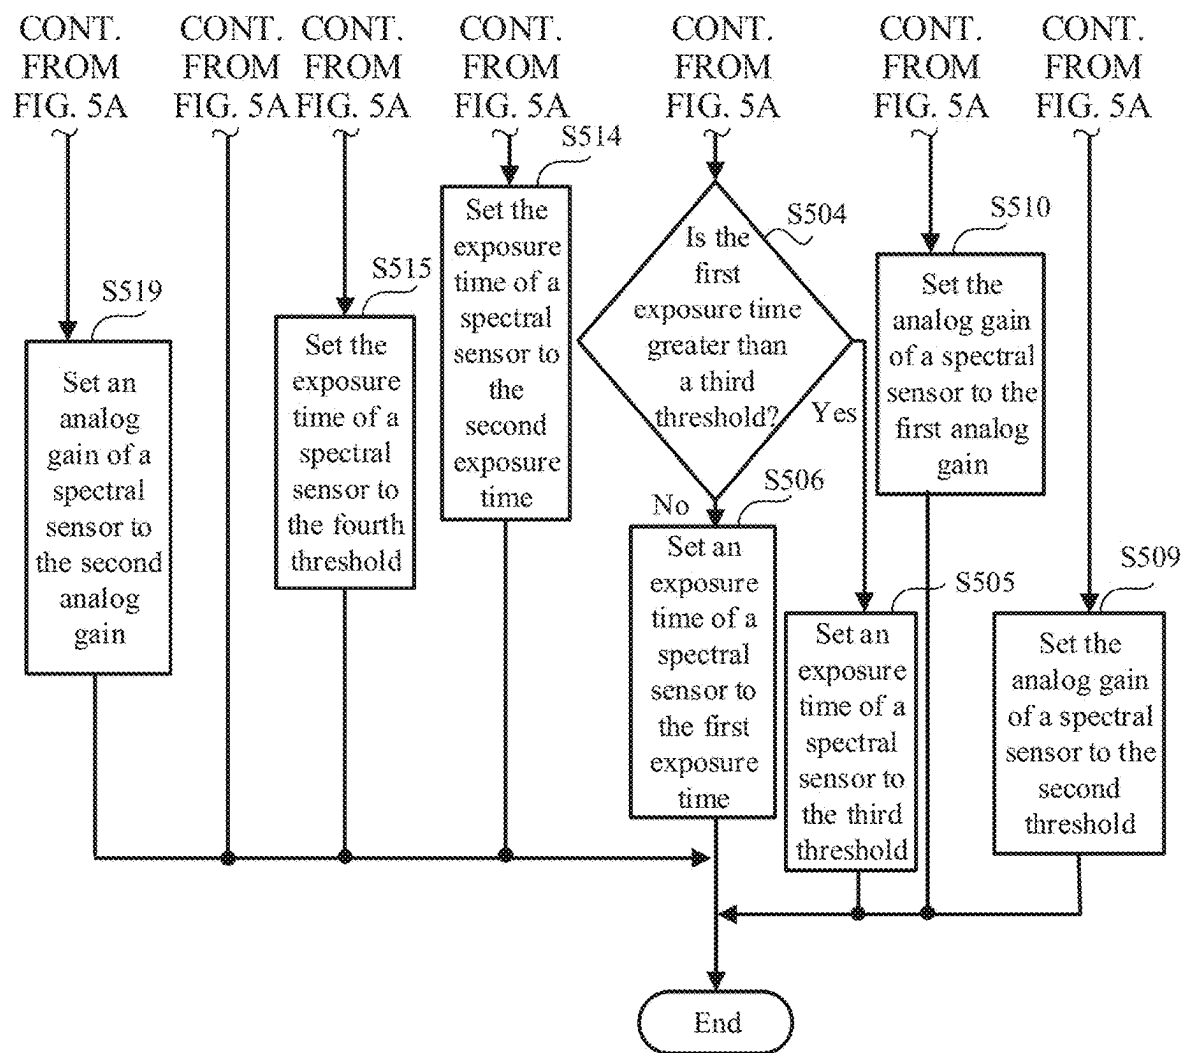 CONT.
FROM
FIG. 5A
CONT.
FROM
FIG. 5A
CONT.
FROM
FIG. 5A
CONT.
FROM
FIG. 5A
CONT.
FROM
FIG. 5A
CONT.
FROM
FIG. 5A
CONT.
FROM
FIG. 5A
S519
Set an
analog
gain of a
spectral
sensor to
the second
analog
gain
S515
Set the
exposure
time of a
spectral
sensor to
the fourth
threshold
S514
Set the
exposure
time of a
spectral
sensor to
the
second
exposure
time
S504
Is the
first
exposure time
greater than
a third
threshold?
Yes
No
S506
Set an
exposure
time of a
spectral
sensor to
the first
exposure
time
S505
Set an
exposure
time of a
spectral
sensor to
the third
threshold
S510
Set the
analog gain
of a spectral
sensor to the
first analog
gain
S509
Set the
analog gain
of a spectral
sensor to the
second
threshold
End